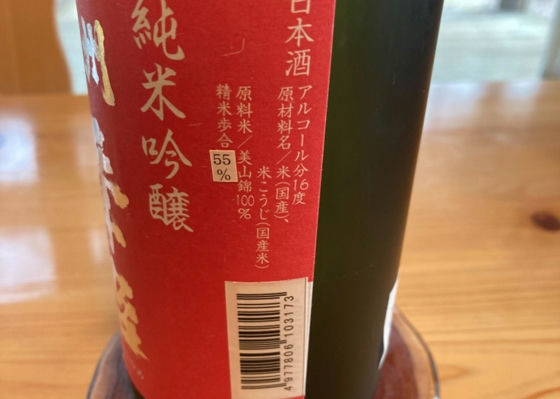 日本酒
アルコール分16度
原材料名／米(国産)、
米こうじ(国産米)
原料米／美山錦100%
精米歩合
55
%
純米吟醸
4977806103173